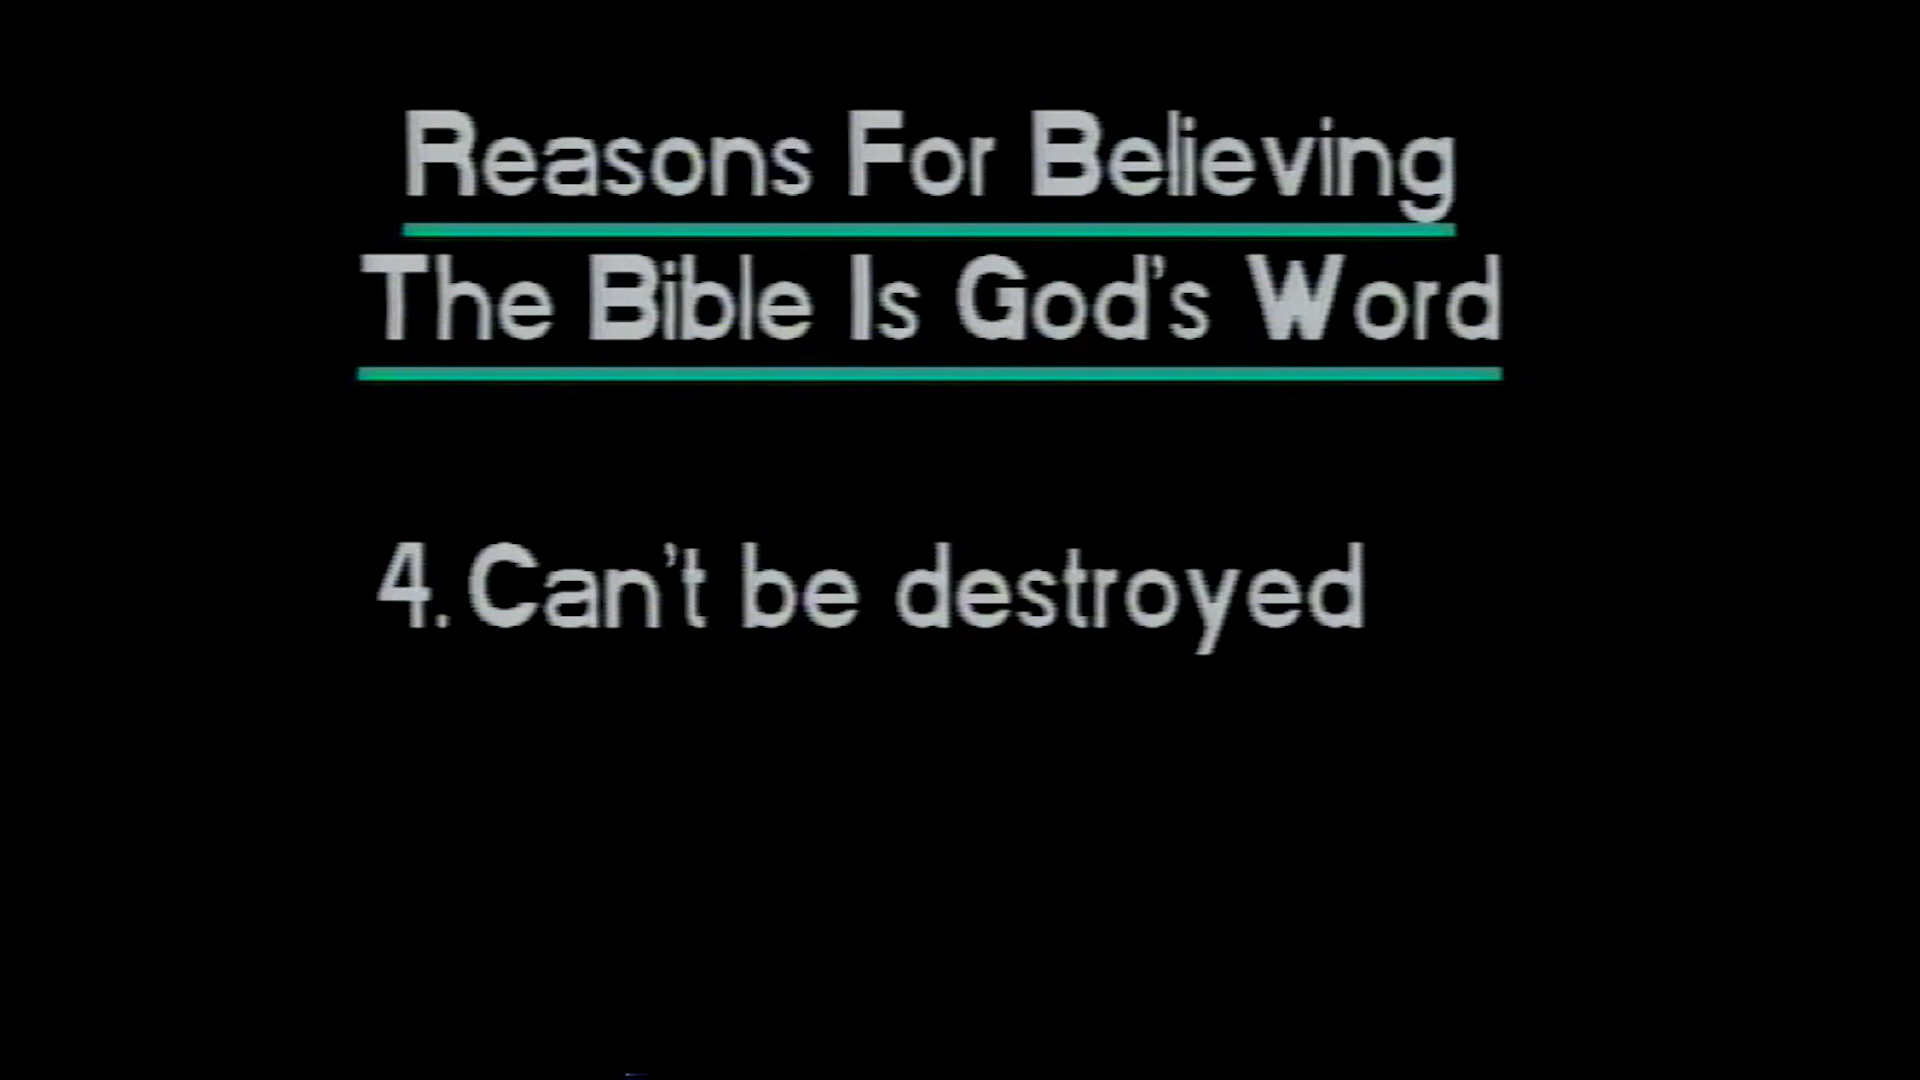 Reasons For Believing
The Bible Is God's Word
4. Can't be destroyed